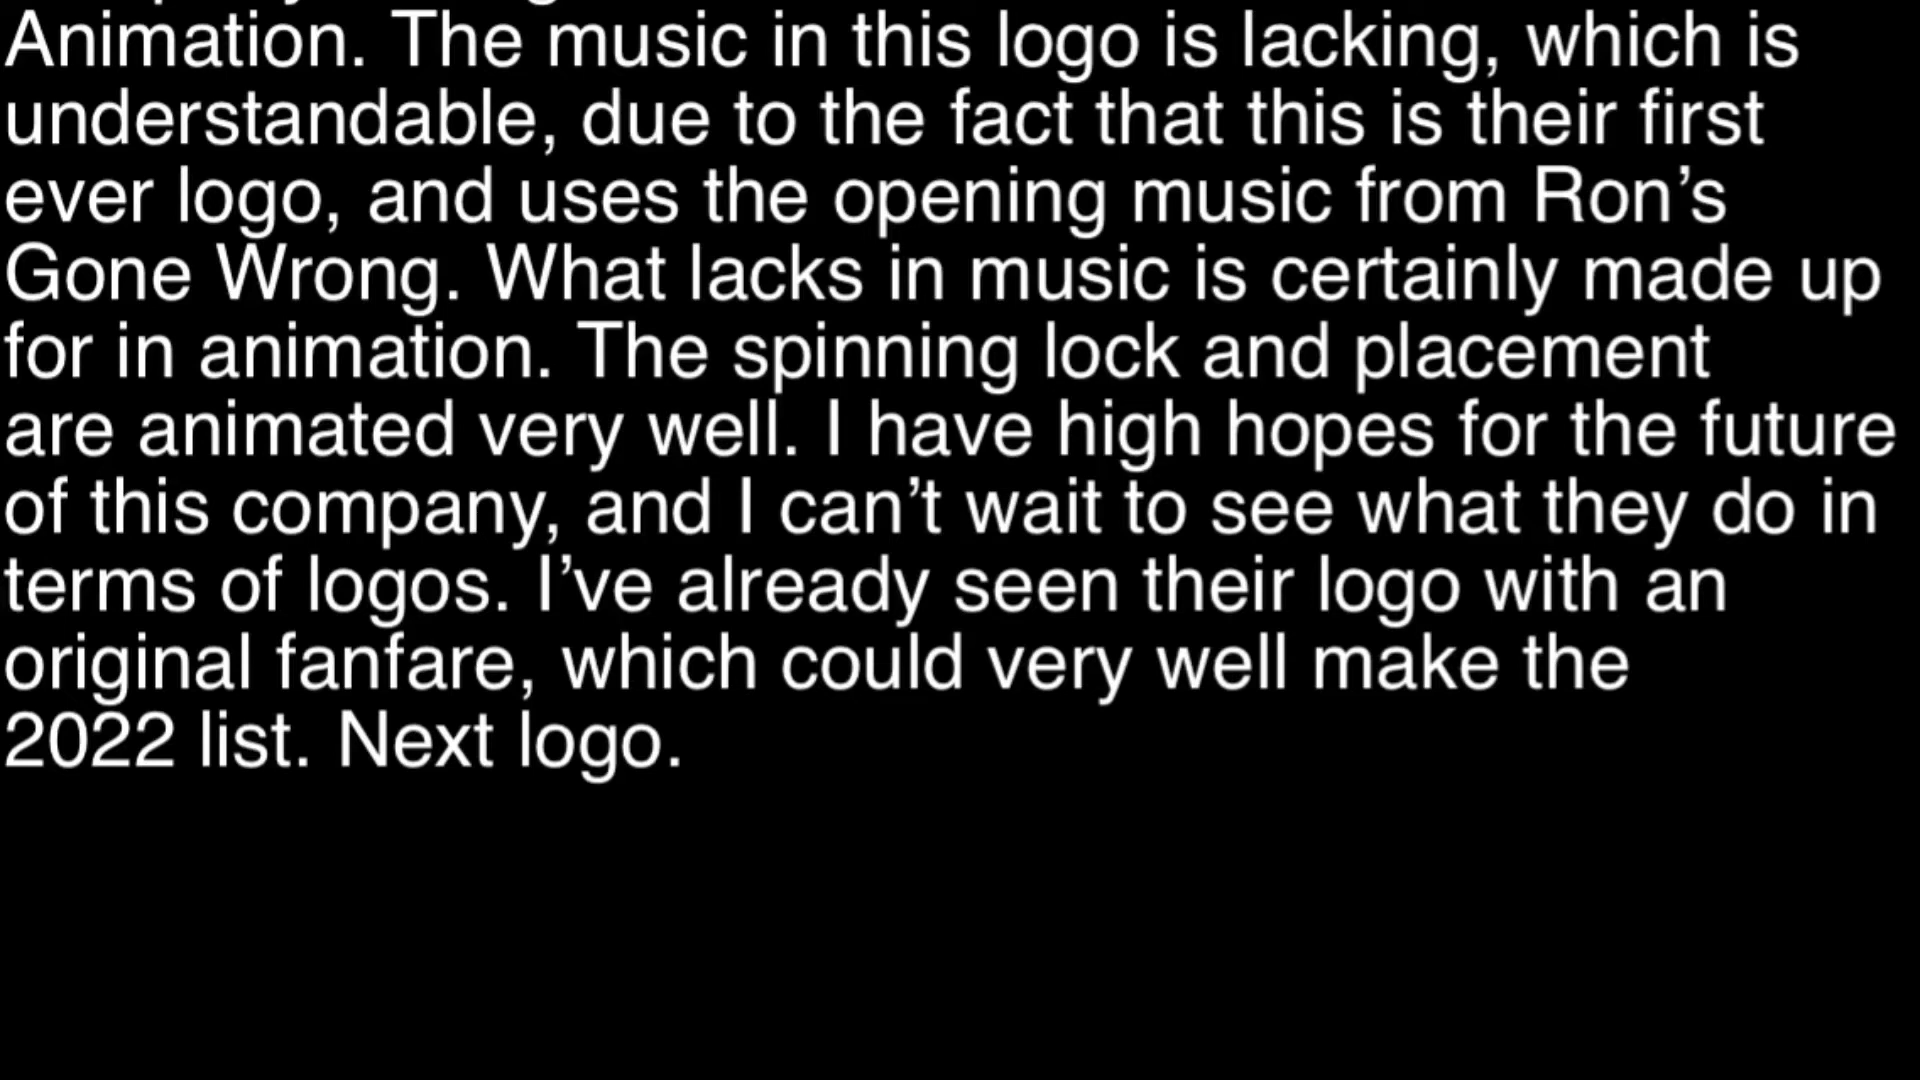 Animation. The music in this logo is lacking, which is
understandable, due to the fact that this is their first
ever logo, and uses the opening music from Ron’s
Gone Wrong. What lacks in music is certainly made up
for in animation. The spinning lock and placement
are animated very well. I have high hopes for the future
of this company, and I can’t wait to see what they do in
terms of logos. I’ve already seen their logo with an
original fanfare, which could very well make the
2022 list. Next logo.